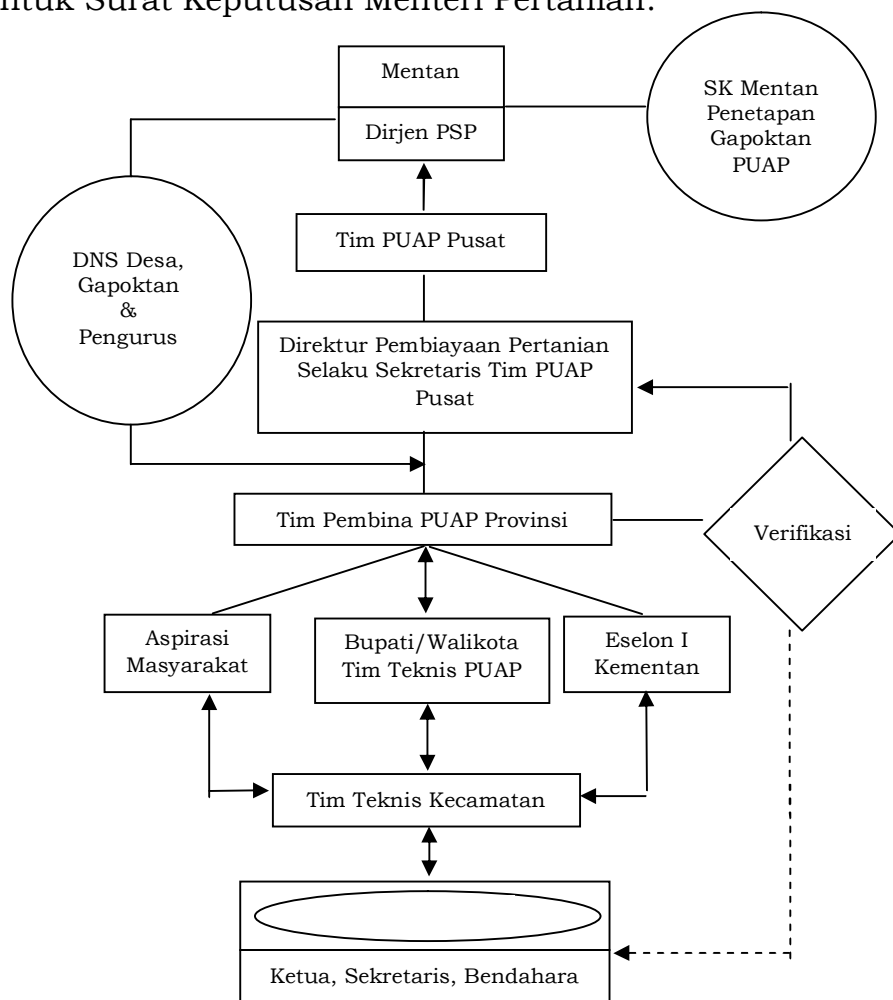 ntuk Surat Keputusan Menteri Pertanian.
Mentan
Dirjen PSP
SK Mentan
Penetapan
Gapoktan
PUAP
Tim PUAP Pusat
DNS Desa,
Gapoktan
&
Pengurus
Direktur Pembiayaan Pertanian
Selaku Sekretaris Tim PUAP
Pusat
Tim Pembina PUAP Provinsi
Verifikasi
Aspirasi
Masyarakat
Bupati/Walikota
Tim Teknis PUAP
Eselon I
Kementan
Tim Teknis Kecamatan
Ketua, Sekretaris, Bendahara